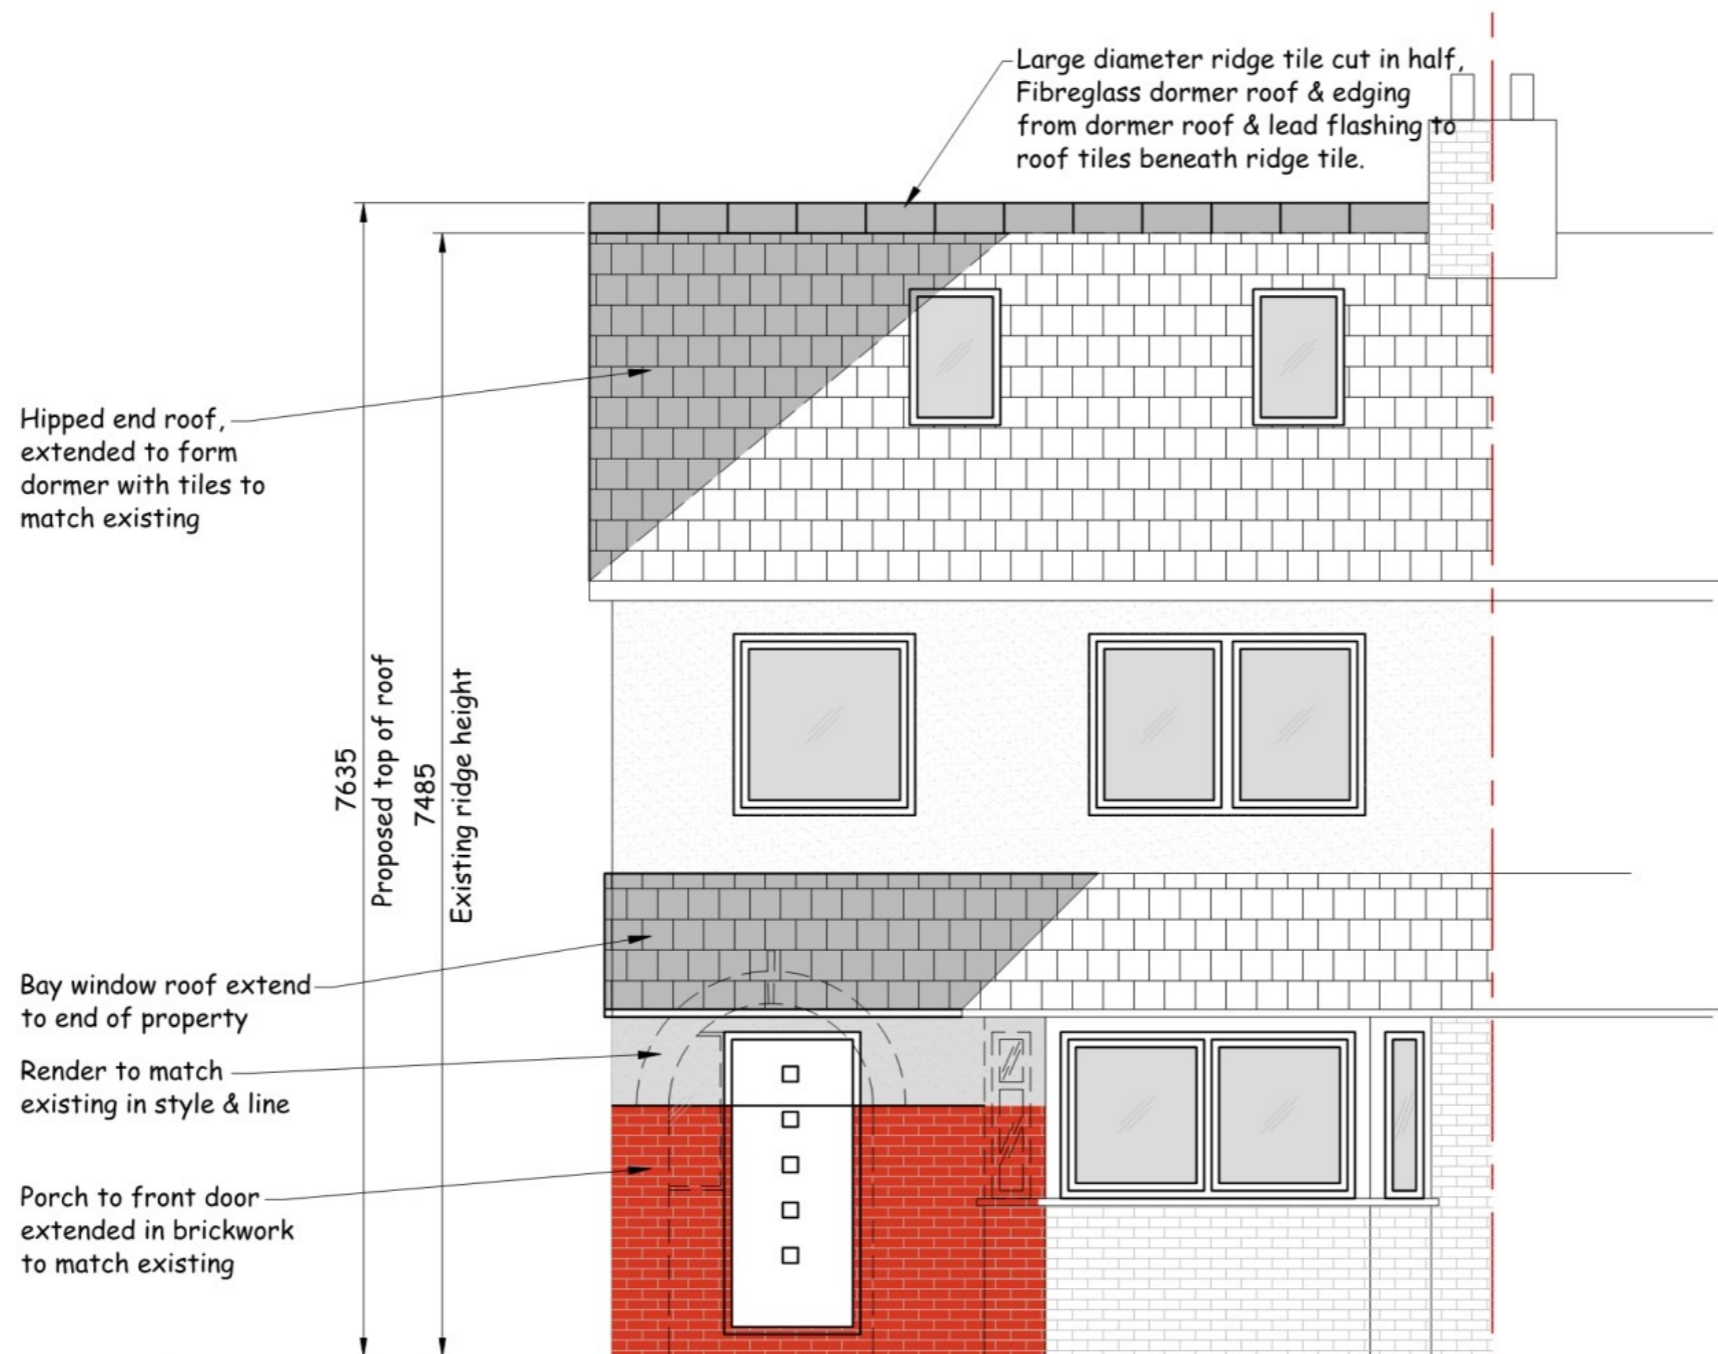 Large diameter ridge tile cut in half,
Fibreglass dormer roof & edging
from dormer roof & lead flashing to
roof tiles beneath ridge tile.
Hipped end roof,
extended to form
dormer with tiles to
match existing
7635
Proposed top of roof
7485
Existing ridge height
Bay window roof extend
to end of property
Render to match
existing in style & line
Porch to front door
extended in brickwork
to match existing